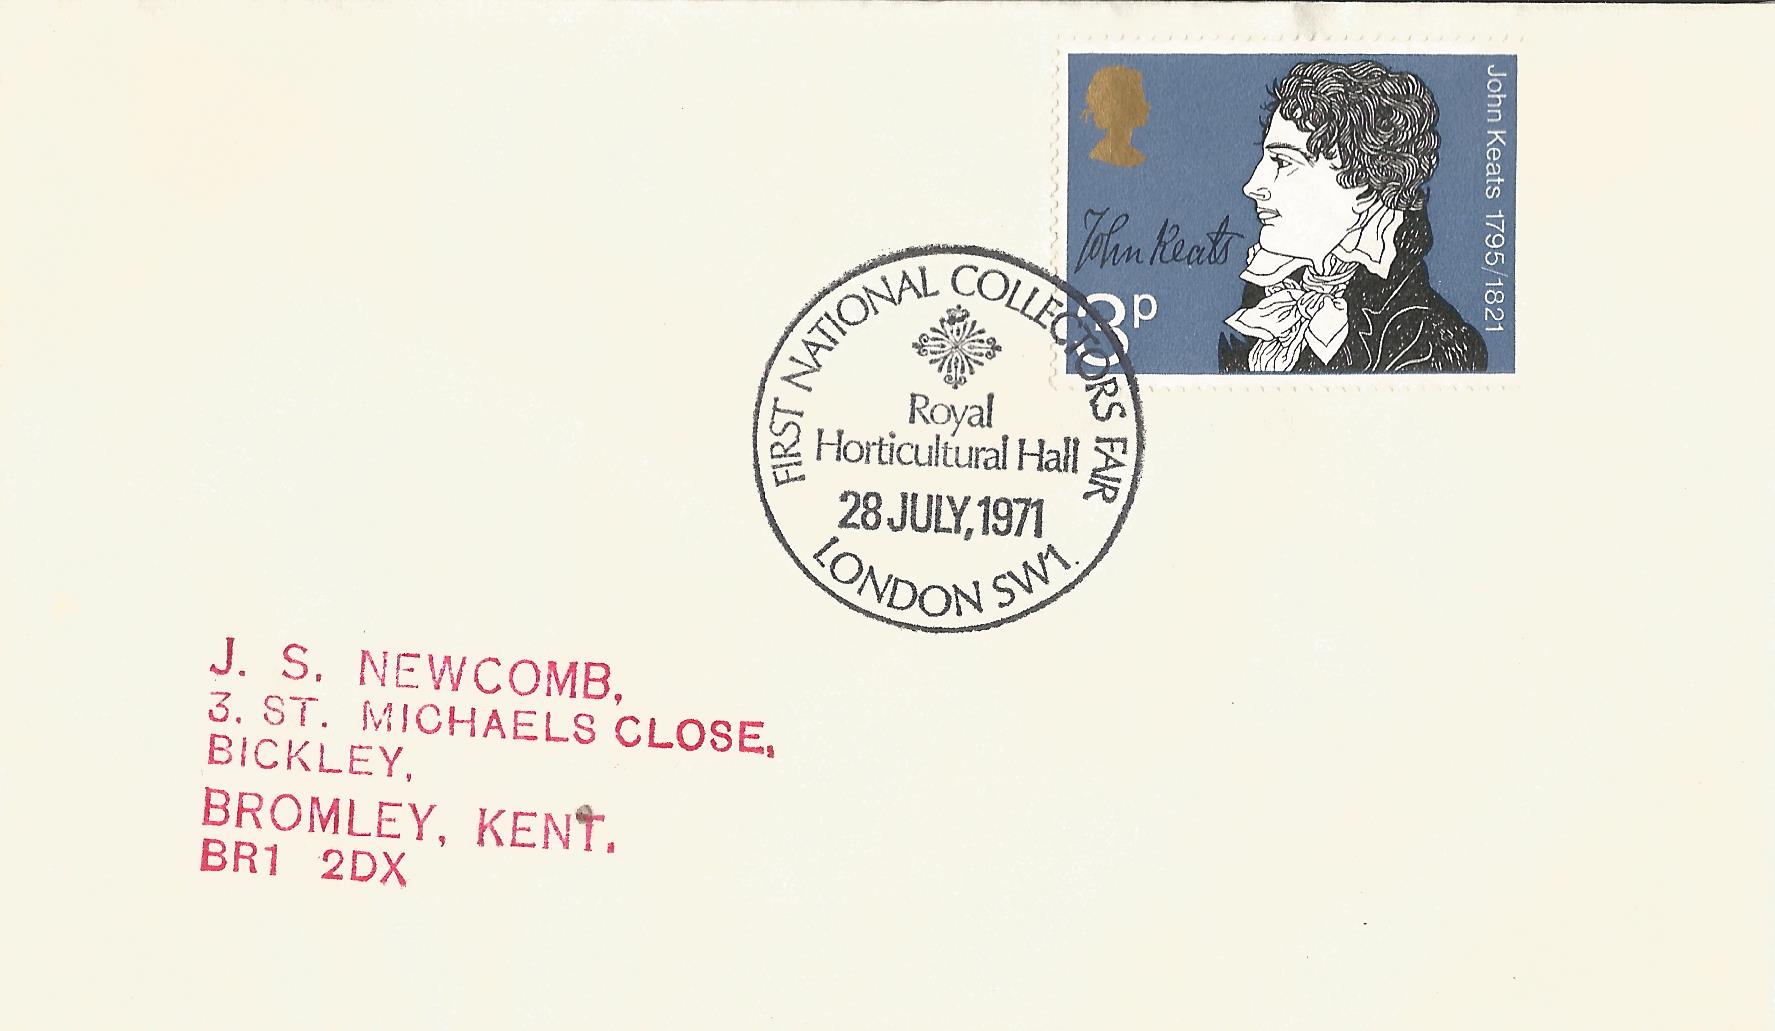 John Keats 1795/1821
John Keats
3p
FIRST NATIONAL COLLECTORS FAIR
Royal
Horticultural Hall
28 JULY, 1971
LONDON SW1.
J. S. NEWCOMB,
3. ST. MICHAELS CLOSE,
BICKLEY,
BROMLEY, KENT.
BR1 2DX